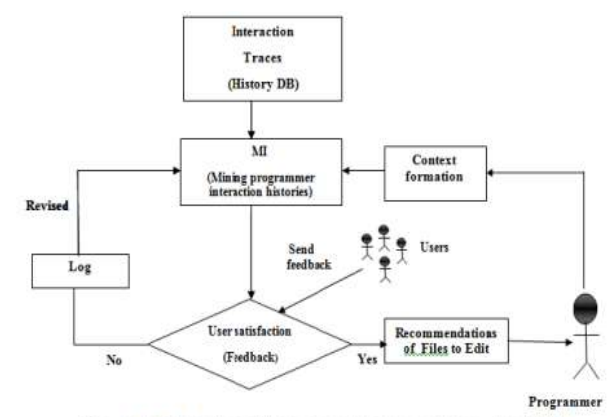 Interaction
Traces
(History DB)
MI
(Mining programmer
interaction histories)
Context
formation
Revised
Send
feedback
Users
Log
User satisfaction
(Feedback)
Recommendations
of Files to Edit
No
Yes
Programmer